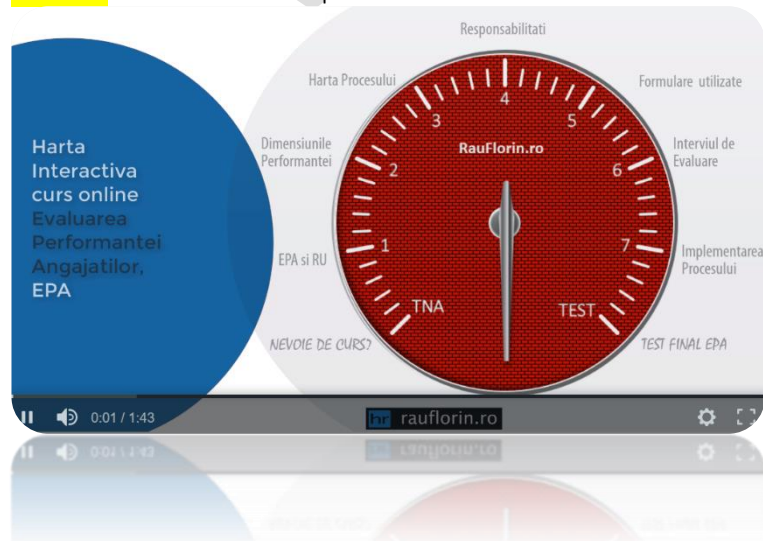 Harta
Interactiva
curs online
Evaluarea
Performantei
Angajatilor,
EPA
Responsabilitati
Harta Procesului
Formulare utilizate
Dimensiunile
Performantei
Interviul de
Evaluare
EPA si RU
Implementarea
Procesului
NEVOIE DE CURS?
TEST FINAL EPA
RauFlorin.ro
TNA
1
2
3
4
5
6
7
TEST
0:01 / 1:43
hr rauflorin.ro